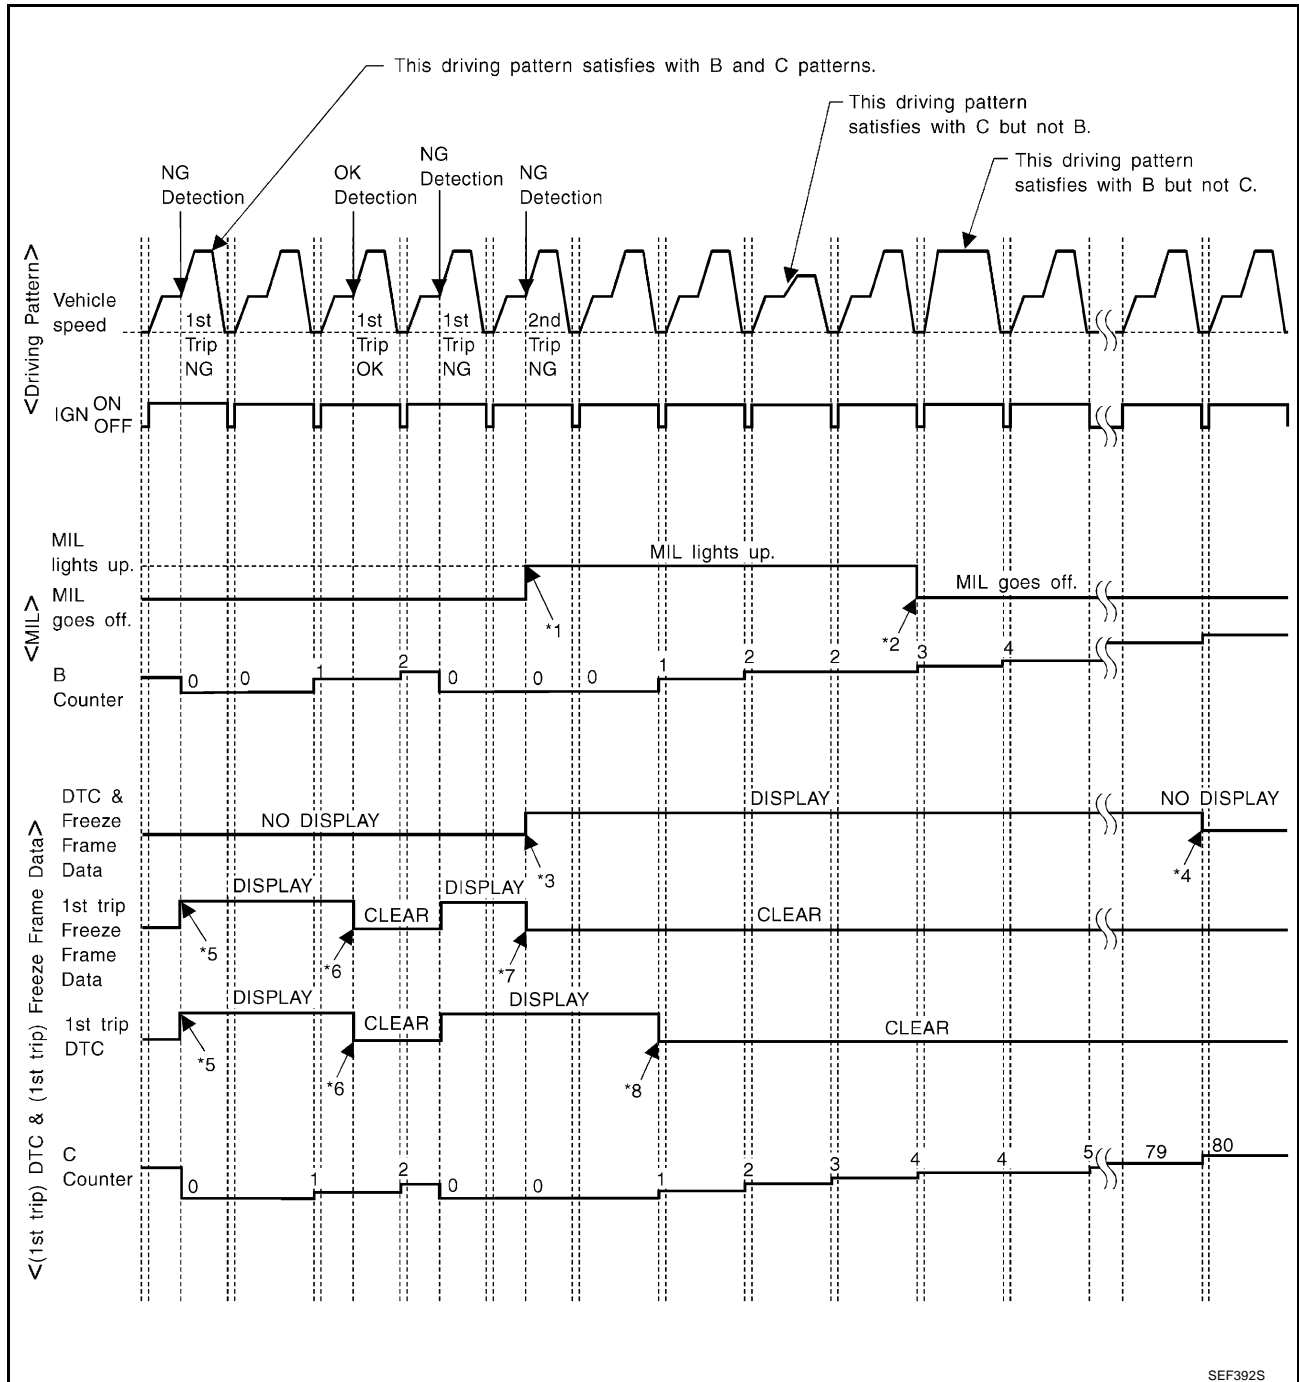 This driving pattern satisfies with B and C patterns.
This driving pattern
satisfies with C but not B.
This driving pattern
satisfies with B but not C.
NG
Detection
OK
Detection
NG
Detection
NG
Detection
<Driving Pattern>
Vehicle
speed
1st
Trip
NG
1st
Trip
OK
1st
Trip
NG
2nd
Trip
NG
IGN ON
OFF
<MIL>
MIL
lights up.
MIL
goes off.
MIL lights up.
MIL goes off.
*1
*2
B
Counter
0 0 1 2 0 0 0 1 2 2 3 4
<(1st trip) DTC & (1st trip) Freeze Frame Data>
DTC &
Freeze
Frame
Data
NO DISPLAY
DISPLAY
NO DISPLAY
*3
*4
1st trip
Freeze
Frame
Data
DISPLAY
CLEAR
DISPLAY
CLEAR
*5
*6
*7
1st trip
DTC
DISPLAY
CLEAR
DISPLAY
CLEAR
*5
*6
*8
C
Counter
0 1 2 0 0 1 2 3 4 4 5 79 80
SEF392S